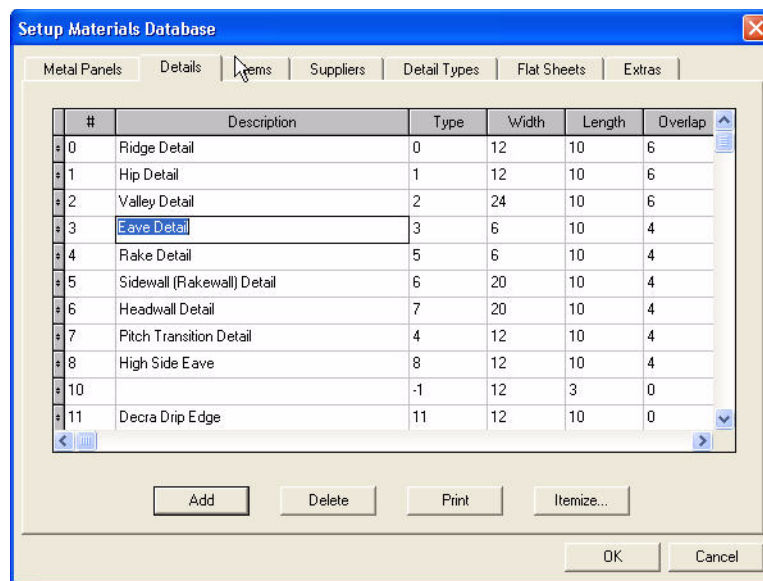 Setup Materials Database
Metal Panels Details Suppliers Detail Types Flat Sheets Extras
# Description Type Width Length Overlap
0 Ridge Detail 0 12 10 6
1 Hip Detail 1 12 10 6
2 Valley Detail 2 24 10 6
3 Eave Detail 3 6 10 4
4 Rake Detail 5 6 10 4
5 Sidewall (Rakewall) Detail 6 20 10 4
6 Headwall Detail 7 20 10 4
7 Pitch Transition Detail 4 12 10 4
8 High Side Eave 8 12 10 4
10 -1 12 3 0
11 Decra Drip Edge 11 12 10 0
Add Delete Print Itemize...
OK Cancel